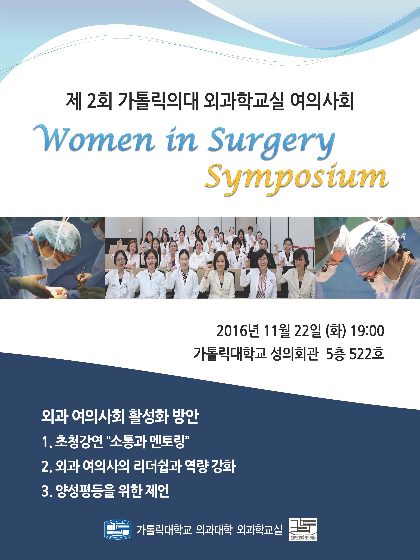 제 2회 가톨릭의대 외과학교실 여의사회
Women in Surgery
Symposium
2016년 11월 22일 (화) 19:00
가톨릭대학교 성의회관 5층 522호
외과 여의사회 활성화 방안
1. 초청강연 “소통과 멘토링”
2. 외과 여의사의 리더쉽과 역량 강화
3. 양성평등을 위한 제언
가톨릭대학교 의과대학 외과학교실